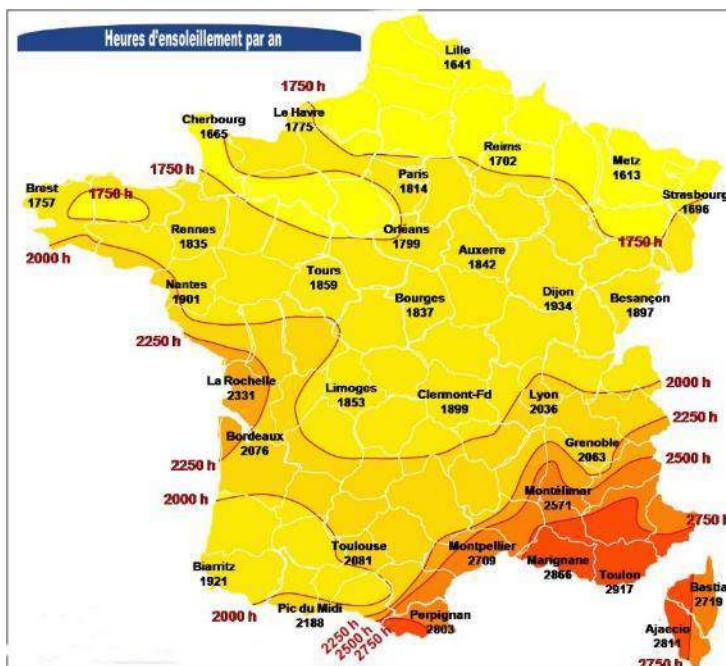 Heures d'ensoleillement par an
Lille
1641
1750 h
Le Havre
1775
Cherbourg
1665
Reims
1702
Metz
1613
1750 h
Paris
1814
Brest
1757
1750 h
Strasbourg
1696
Rennes
1835
Orléans
1799
1750 h
Auxerre
1842
2000 h
Tours
1859
Nantes
1901
Bourges
1837
Dijon
1934
Besançon
1897
2250 h
La Rochelle
2331
Limoges
1853
Clermont-Fd
1899
Lyon
2036
2000 h
2250 h
Bordeaux
2076
Grenoble
2063
2250 h
2500 h
2000 h
Montélimar
2571
2750 h
Toulouse
2081
Montpellier
2709
Marignane
2866
Biarritz
1921
Toulon
2917
Bastia
2719
2000 h
Pic du Midi
2188
2250 h
2500 h
2750 h
Perpignan
2803
Ajaccio
2811
2750 h